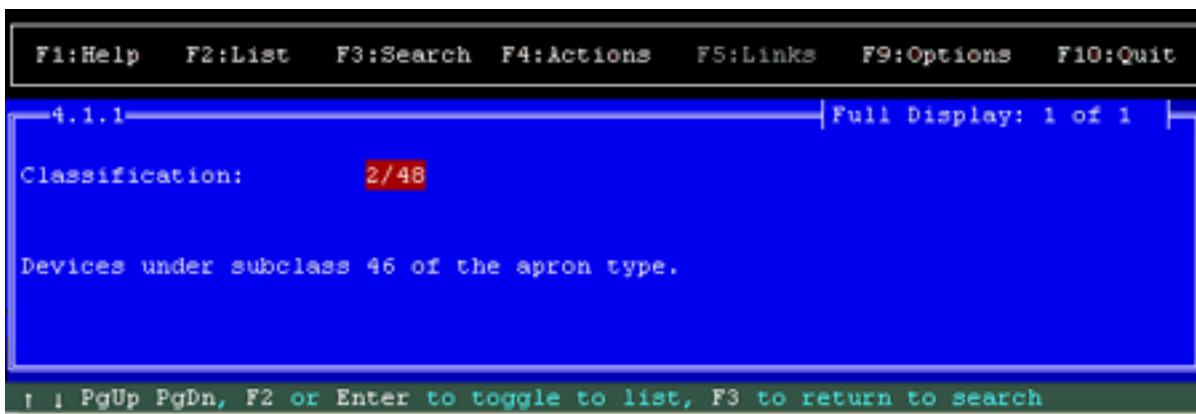 F1:Help F2:List F3:Search F4:Actions F5:Links F9:Options F10:Quit
4.1.1 Full Display: 1 of 1
Classification: 2/48
Devices under subclass 46 of the apron type.
↑ ↓ PgUp PgDn, F2 or Enter to toggle to list, F3 to return to search